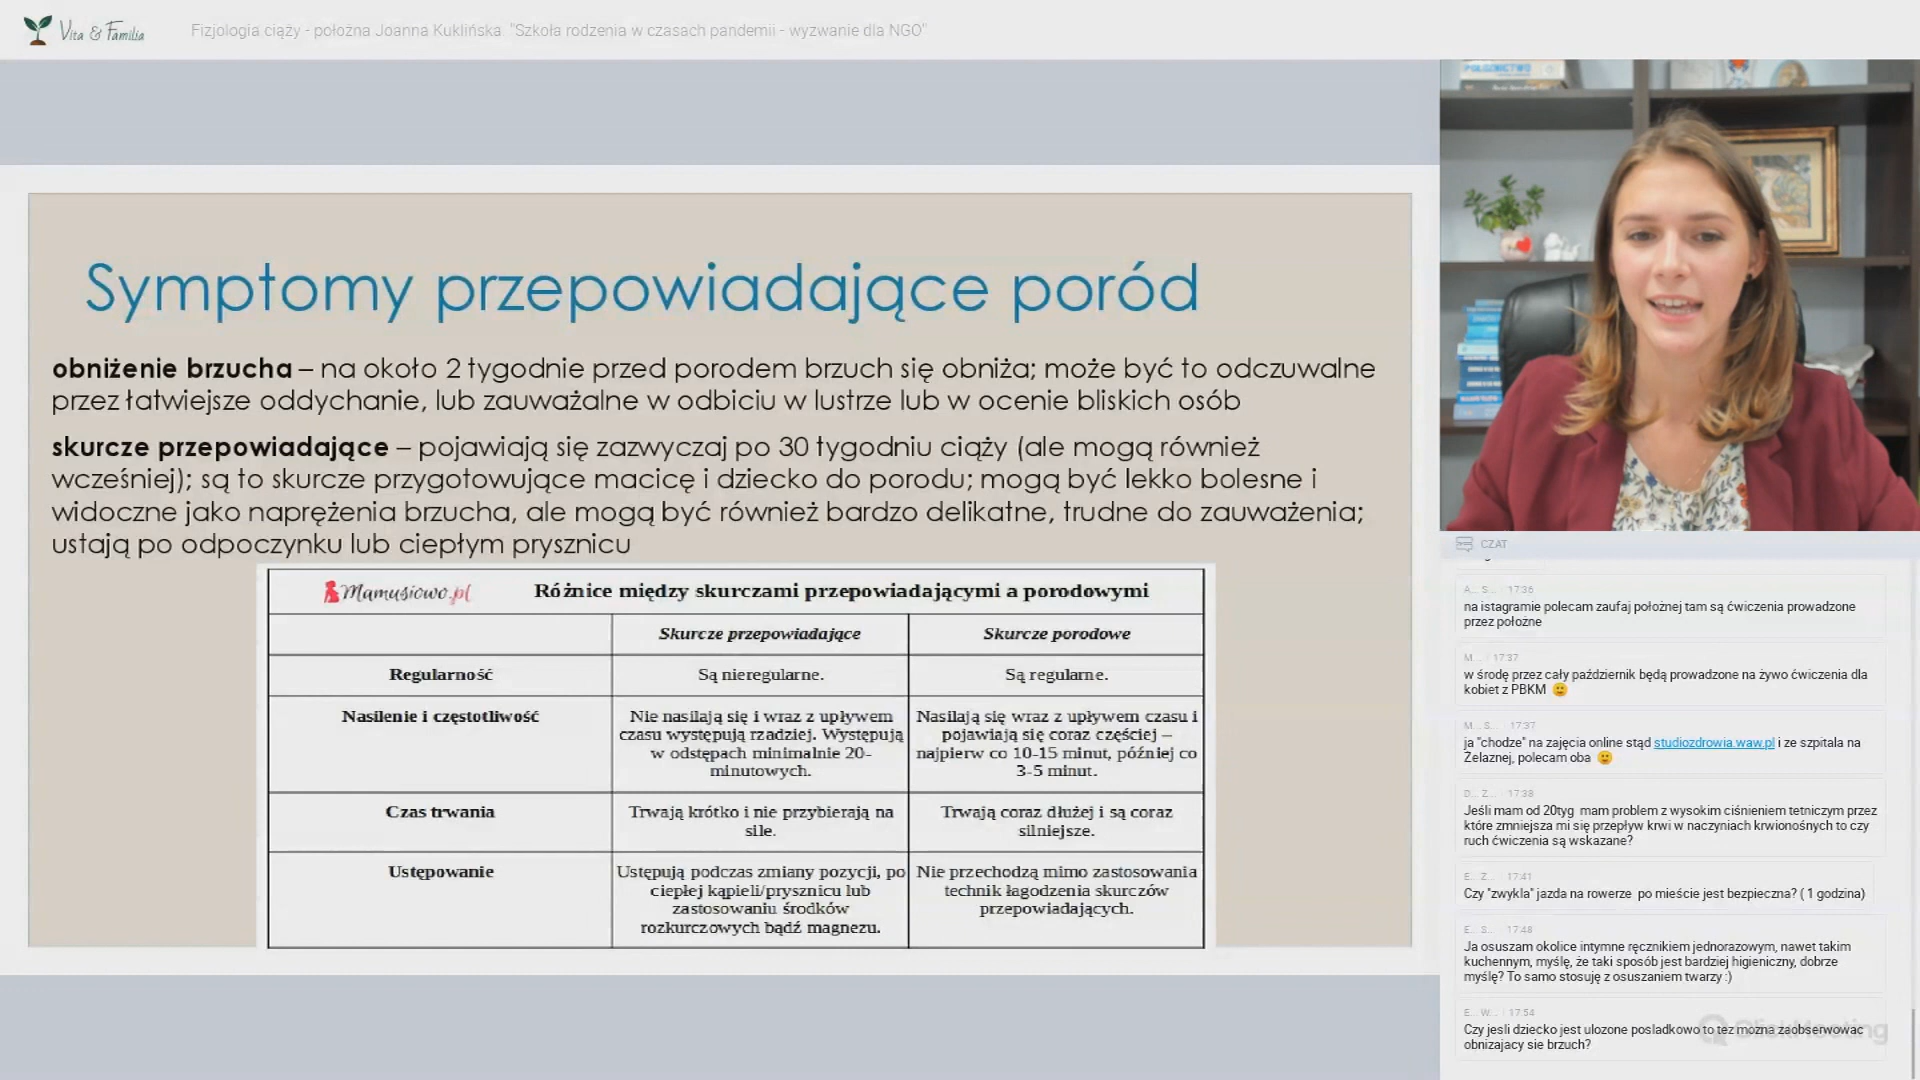 Vita & Familia
Fizjologia ciąży - położna Joanna Kuklińska. "Szkoła rodzenia w czasach pandemii - wyzwanie dla NGO"
Symptomy przepowiadające poród
obniżenie brzucha – na około 2 tygodnie przed porodem brzuch się obniża; może być to odczuwalne
przez łatwiejsze oddychanie, lub zauważalne w odbiciu w lustrze lub w ocenie bliskich osób
skurcze przepowiadające – pojawiają się zazwyczaj po 30 tygodniu ciąży (ale mogą również
wcześniej); są to skurcze przygotowujące macicę i dziecko do porodu; mogą być lekko bolesne i
widoczne jako naprężenia brzucha, ale mogą być również bardzo delikatne, trudne do zauważenia;
ustają po odpoczynku lub ciepłym prysznicu
Mamusiowo.pl
Różnice między skurczami przepowiadającymi a porodowymi
Skurcze przepowiadające
Skurcze porodowe
Regularność
Są nieregularne.
Są regularne.
Nasilenie i częstotliwość
Nie nasilają się i wraz z upływem
czasu występują rzadziej. Występują
w odstępach minimalnie 20-
minutowych.
Nasilają się wraz z upływem czasu i
pojawiają się coraz częściej –
najpierw co 10-15 minut, później co
3-5 minut.
Czas trwania
Trwają krótko i nie przybierają na
sile.
Trwają coraz dłużej i są coraz
silniejsze.
Ustępowanie
Ustępują podczas zmiany pozycji, po
ciepłej kąpieli/prysznicu lub
zastosowaniu środków
rozkurczowych bądź magnezu.
Nie przechodzą mimo zastosowania
technik łagodzenia skurczów
przepowiadających.
POŁOŻNICTWO
CZAT
A... S... 17:36
na istagramie polecam zaufaj położnej tam są ćwiczenia prowadzone
przez położne
M... 17:37
w środę przez cały październik będą prowadzone na żywo ćwiczenia dla
kobiet z PBKM 🙂
M... S... 17:37
ja "chodze" na zajęcia online stąd studiozdrowia.waw.pl i ze szpitala na
Żelaznej, polecam oba 🙂
D... Z... 17:38
Jeśli mam od 20tyg mam problem z wysokim ciśnieniem tetniczym przez
które zmniejsza mi się przepływ krwi w naczyniach krwionośnych to czy
ruch ćwiczenia są wskazane?
E... Z... 17:41
Czy "zwykla" jazda na rowerze po mieście jest bezpieczna? ( 1 godzina)
E... S... 17:48
Ja osuszam okolice intymne ręcznikiem jednorazowym, nawet takim
kuchennym, myślę, że taki sposób jest bardziej higieniczny, dobrze
myślę? To samo stosuję z osuszaniem twarzy :)
E... W... 17:54
Czy jesli dziecko jest ulozone posladkowo to tez mozna zaobserwowac
obnizajacy sie brzuch?
ClickMeeting